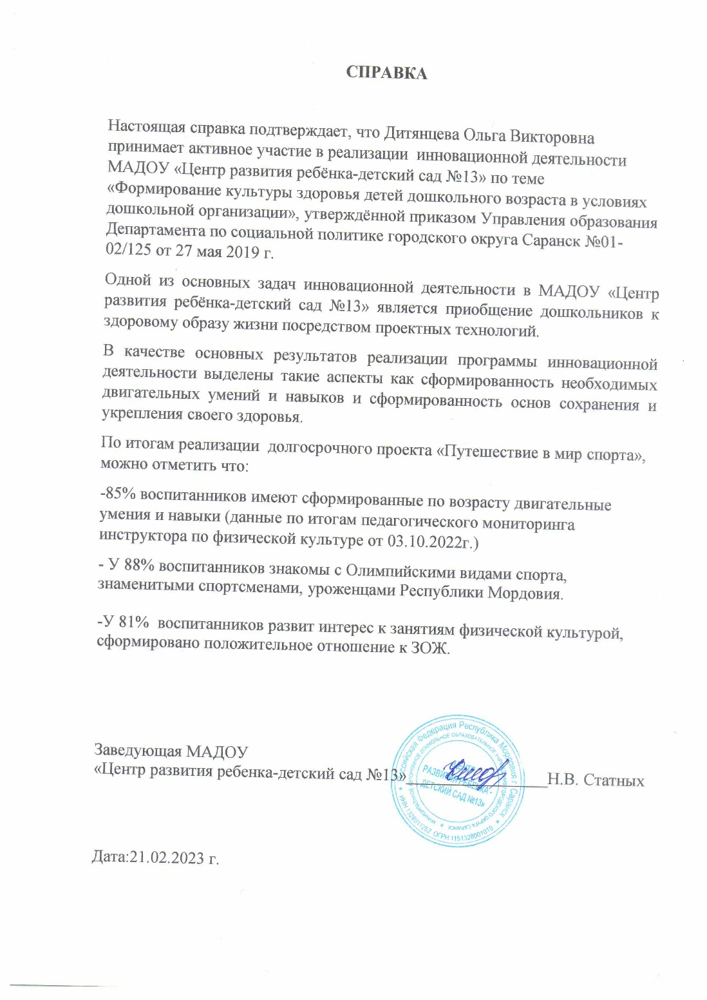 СПРАВКА
Настоящая справка подтверждает, что Дитянцева Ольга Викторовна
принимает активное участие в реализации  инновационной деятельности
МАДОУ «Центр развития ребёнка-детский сад №13» по теме
«Формирование культуры здоровья детей дошкольного возраста в условиях
дошкольной организации», утверждённой приказом Управления образования
Департамента по социальной политике городского округа Саранск №01-
02/125 от 27 мая 2019 г.
Одной из основных задач инновационной деятельности в МАДОУ «Центр
развития ребёнка-детский сад №13» является приобщение дошкольников к
здоровому образу жизни посредством проектных технологий.
В качестве основных результатов реализации программы инновационной
деятельности выделены такие аспекты как сформированность необходимых
двигательных умений и навыков и сформированность основ сохранения и
укрепления своего здоровья.
По итогам реализации  долгосрочного проекта «Путешествие в мир спорта»,
можно отметить что:
-85% воспитанников имеют сформированные по возрасту двигательные
умения и навыки (данные по итогам педагогического мониторинга
инструктора по физической культуре от 03.10.2022г.)
- У 88% воспитанников знакомы с Олимпийскими видами спорта,
знаменитыми спортсменами, уроженцами Республики Мордовия.
-У 81%  воспитанников развит интерес к занятиям физической культурой,
сформировано положительное отношение к ЗОЖ.
Заведующая МАДОУ
«Центр развития ребенка-детский сад №13»________________Н.В. Статных
Российская Федерация Республика Мордовия г. Саранск
ИНН 1328011262 ОГРН 1151328001010
РАЗВИТИЯ РЕБЕНКА -
ДЕТСКИЙ САД №13»
Дата:21.02.2023 г.